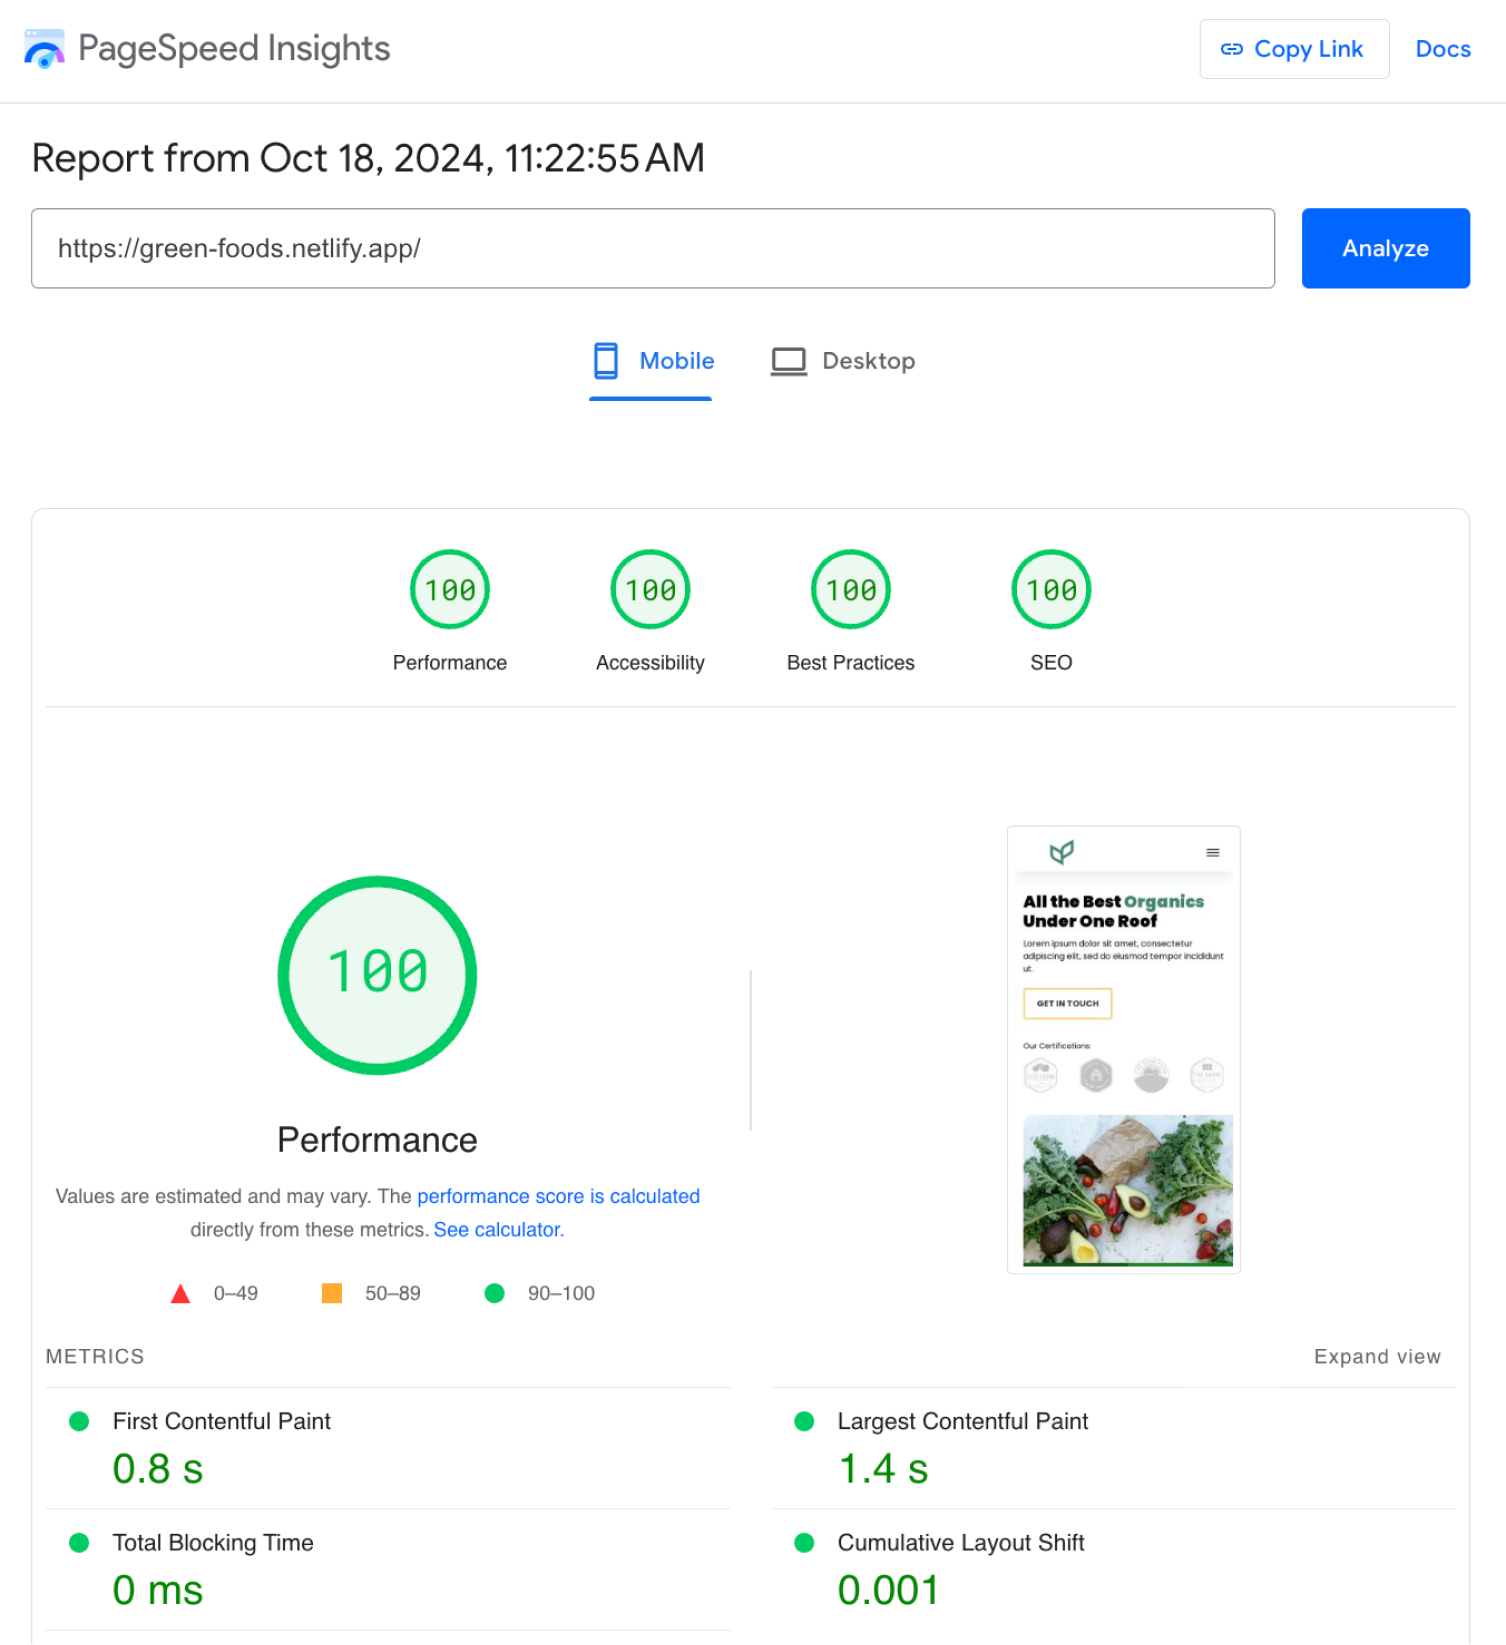 PageSpeed Insights
Copy Link
Docs
Report from Oct 18, 2024, 11:22:55 AM
https://green-foods.netlify.app/
Analyze
Mobile
Desktop
100
100
100
100
Performance
Accessibility
Best Practices
SEO
100
Performance
Values are estimated and may vary. The performance score is calculated
directly from these metrics. See calculator.
0–49
50–89
90–100
All the Best Organics
Under One Roof
Lorem ipsum dolor sit amet, consectetur
adipiscing elit, sed do eiusmod tempor incididunt
ut.
GET IN TOUCH
Our Certifications:
METRICS
Expand view
First Contentful Paint
0.8 s
Largest Contentful Paint
1.4 s
Total Blocking Time
0 ms
Cumulative Layout Shift
0.001